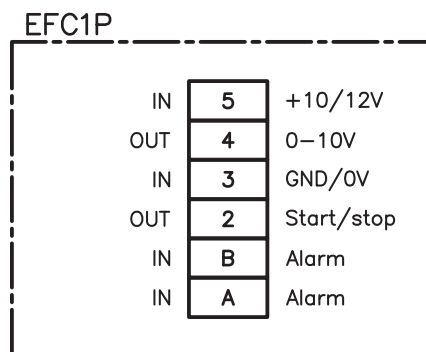 EFC1P
IN 5 +10/12V
OUT 4 0-10V
IN 3 GND/0V
OUT 2 Start/stop
IN B Alarm
IN A Alarm